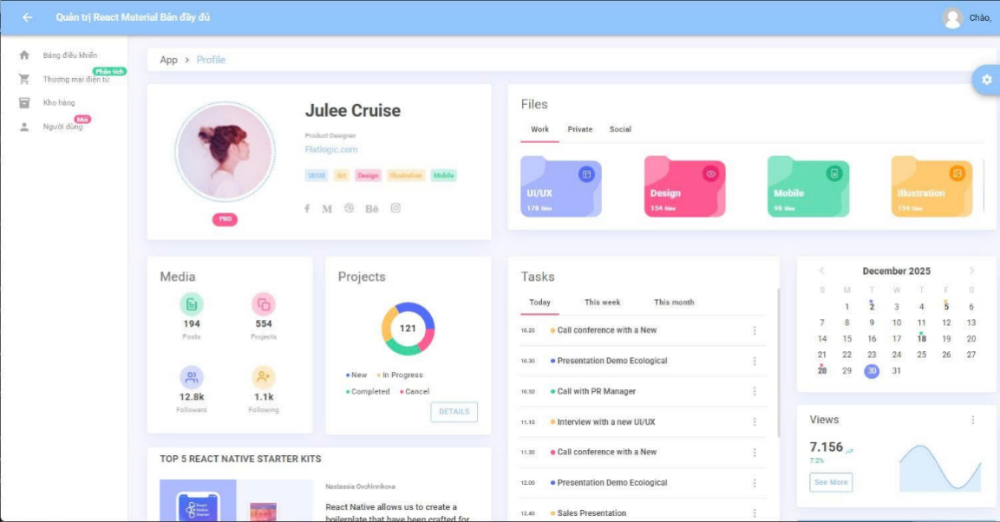 Quản trị React Material Bản đầy đủ
Chào,
Bảng điều khiển
Phân tích
Thương mại điện tử
Kho hàng
Mới
Người dùng
App > Profile
Julee Cruise
Product Designer
Flatlogic.com
UI/UX Art Design Illustration Mobile
PRO
Files
Work Private Social
UI/UX
178 files
Design
154 files
Mobile
98 files
Illustration
154 files
Media
194
Posts
554
Projects
12.8k
Followers
1.1k
Following
Projects
121
New In Progress
Completed Cancel
DETAILS
Tasks
Today This week This month
10.20 Call conference with a New
10.30 Presentation Demo Ecological
10.50 Call with PR Manager
11.10 Interview with a new UI/UX
11.30 Call conference with a New
12.00 Presentation Demo Ecological
12.40 Sales Presentation
December 2025
S M T W T F S
1 2 3 4 5 6
7 8 9 10 11 12 13
14 15 16 17 18 19 20
21 22 23 24 25 26 27
28 29 30 31
Views
7.156
7.2%
See More
TOP 5 REACT NATIVE STARTER KITS
React
Native
Starter
Nastassia Ovchinnikova
React Native allows us to create a
boilerplate that have been crafted for